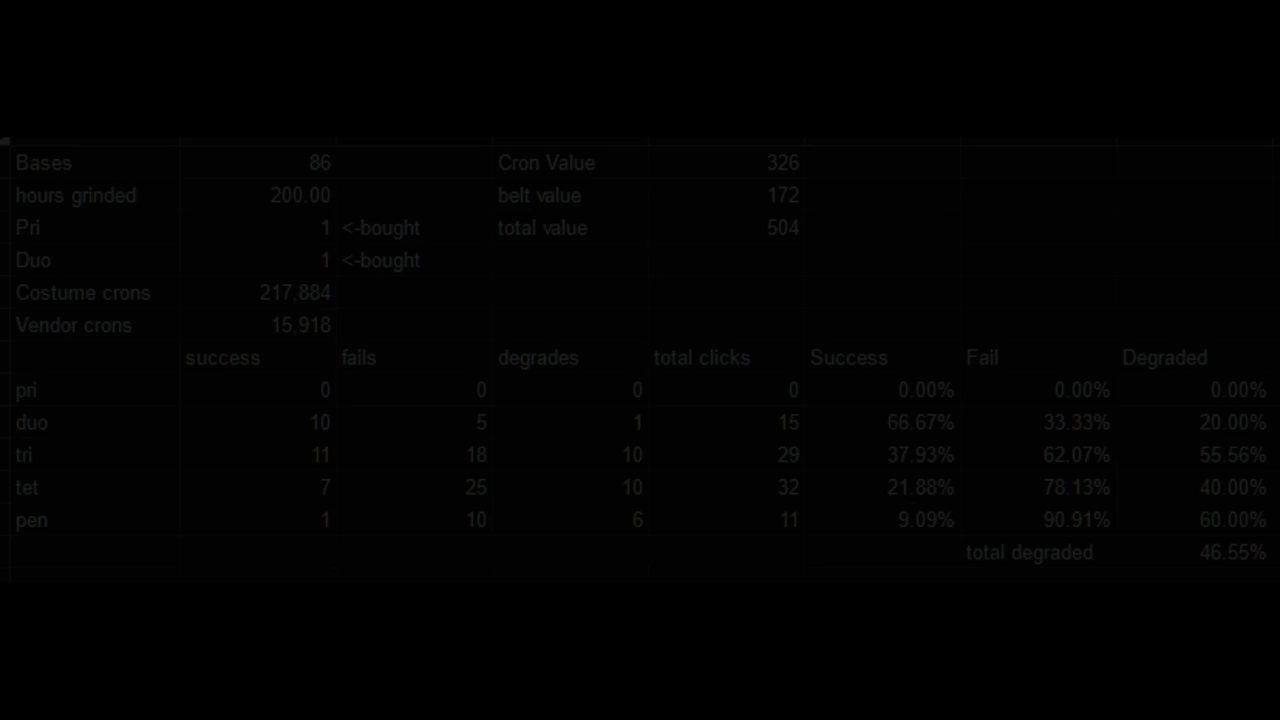 Bases 86 Cron Value 326
hours grinded 200.00 belt value 172
Pri 1 <-bought total value 504
Duo 1 <-bought
Costume crons 217,884
Vendor crons 15,918
success fails degrades total clicks Success Fail Degraded
pri 0 0 0 0 0.00% 0.00% 0.00%
duo 10 5 1 15 66.67% 33.33% 20.00%
tri 11 18 10 29 37.93% 62.07% 55.56%
tet 7 25 10 32 21.88% 78.13% 40.00%
pen 1 10 6 11 9.09% 90.91% 60.00%
total degraded 46.55%